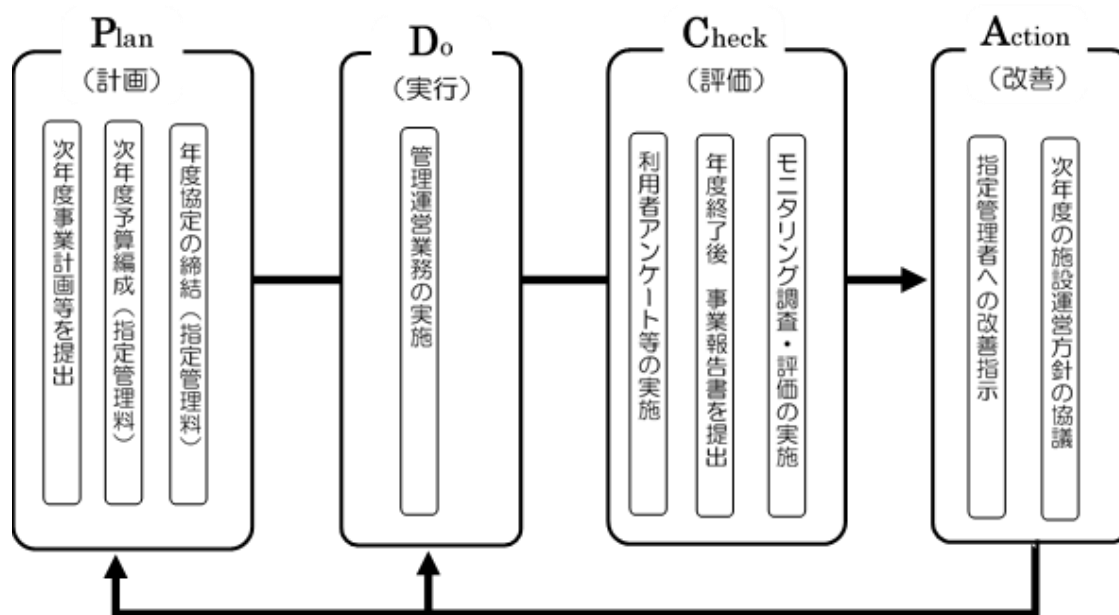 Plan
（計画）
次年度事業計画等を提出
次年度予算編成（指定管理料）
年度協定の締結（指定管理料）
Do
（実行）
管理運営業務の実施
Check
（評価）
利用者アンケート等の実施
年度終了後　事業報告書を提出
モニタリング調査・評価の実施
Action
（改善）
指定管理者への改善指示
次年度の施設運営方針の協議